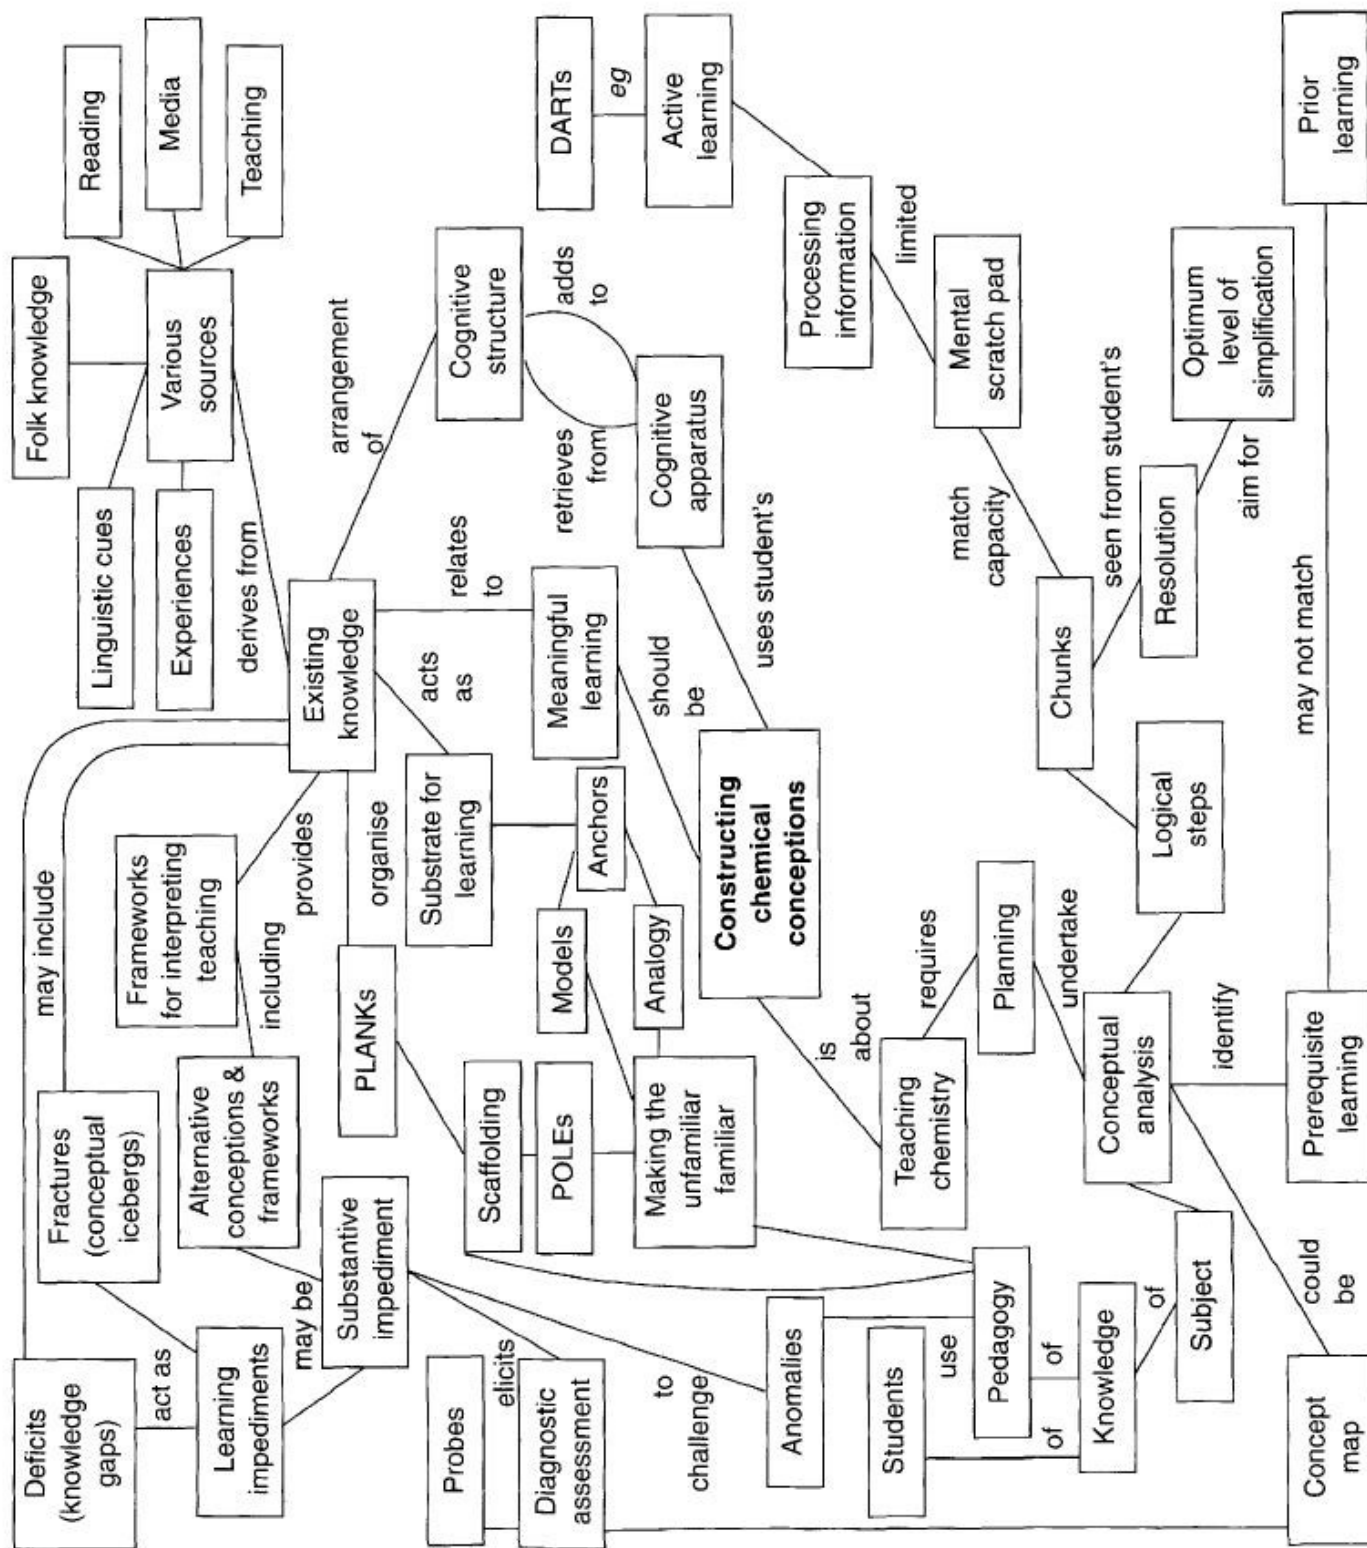 Deficits
(knowledge
gaps)
act as
Fractures
(conceptual
icebergs)
may include
Folk knowledge
Linguistic cues
Reading
Various
sources
Media
Experiences
Teaching
derives from
Learning
impediments
may be
Alternative
conceptions &
frameworks
including
Frameworks
for interpreting
teaching
provides
Existing
knowledge
arrangement
of
Substantive
impediment
PLANKs
organise
acts
as
relates
to
Cognitive
structure
Probes
elicits
Scaffolding
Substrate for
learning
Meaningful
learning
retrieves
from
adds
to
DARTs
eg
Diagnostic
assessment
POLEs
Models
Anchors
Analogy
Making the
unfamiliar
familiar
should
be
Cognitive
apparatus
Active
learning
to
challenge
Constructing
chemical
conceptions
uses student's
Anomalies
is
about
Processing
information
limited
Students
use
Teaching
chemistry
requires
Pedagogy
Planning
match
capacity
Mental
scratch pad
of
of
undertake
Knowledge
of
Conceptual
analysis
Chunks
seen from student's
Subject
Logical
steps
Resolution
Optimum
level of
simplification
aim for
identify
could
be
Concept
map
Prerequisite
learning
may not match
Prior
learning